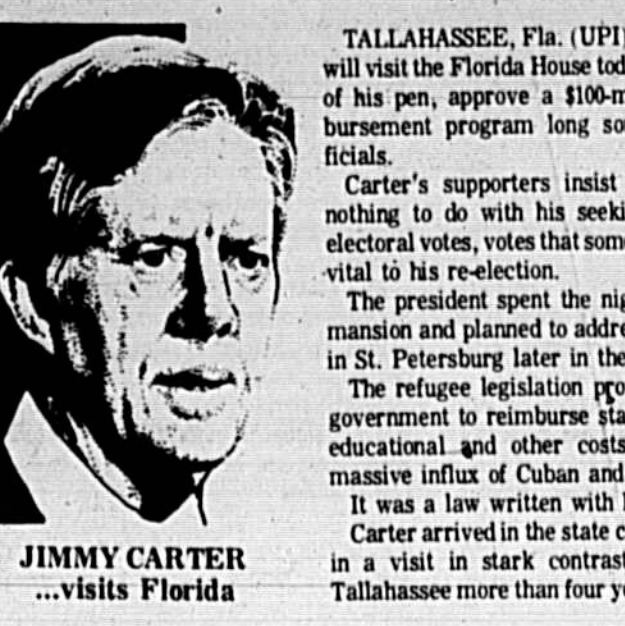 TALLAHASSEE, Fla. (UPI)
will visit the Florida House tod
of his pen, approve a $100-m
bursement program long so
ficials.
Carter's supporters insist
nothing to do with his seeki
electoral votes, votes that som
vital to his re-election.
The president spent the nig
mansion and planned to addre
in St. Petersburg later in the
The refugee legislation pro
government to reimburse sta
educational and other costs
massive influx of Cuban and
It was a law written with
Carter arrived in the state c
in a visit in stark contrast
Tallahassee more than four ye
JIMMY CARTER
...visits Florida